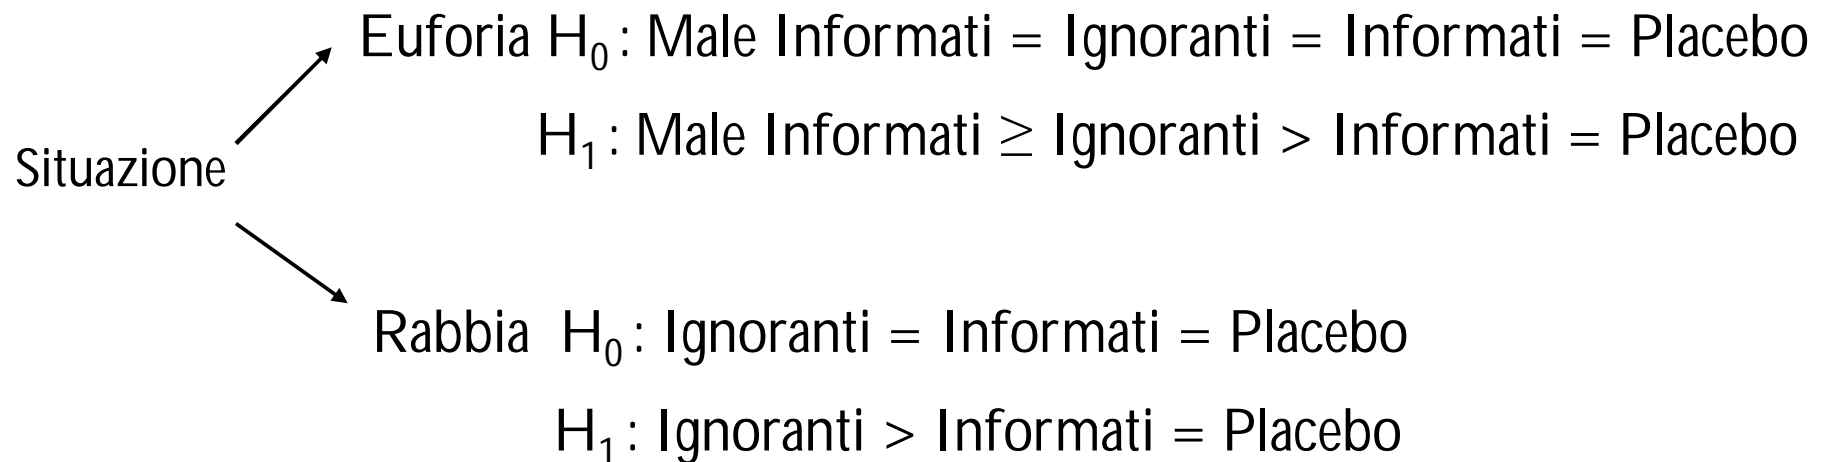 Euforia H₀: Male Informati = Ignoranti = Informati = Placebo
H₁: Male Informati ≥ Ignoranti > Informati = Placebo
Situazione
Rabbia H₀: Ignoranti = Informati = Placebo
H₁: Ignoranti > Informati = Placebo